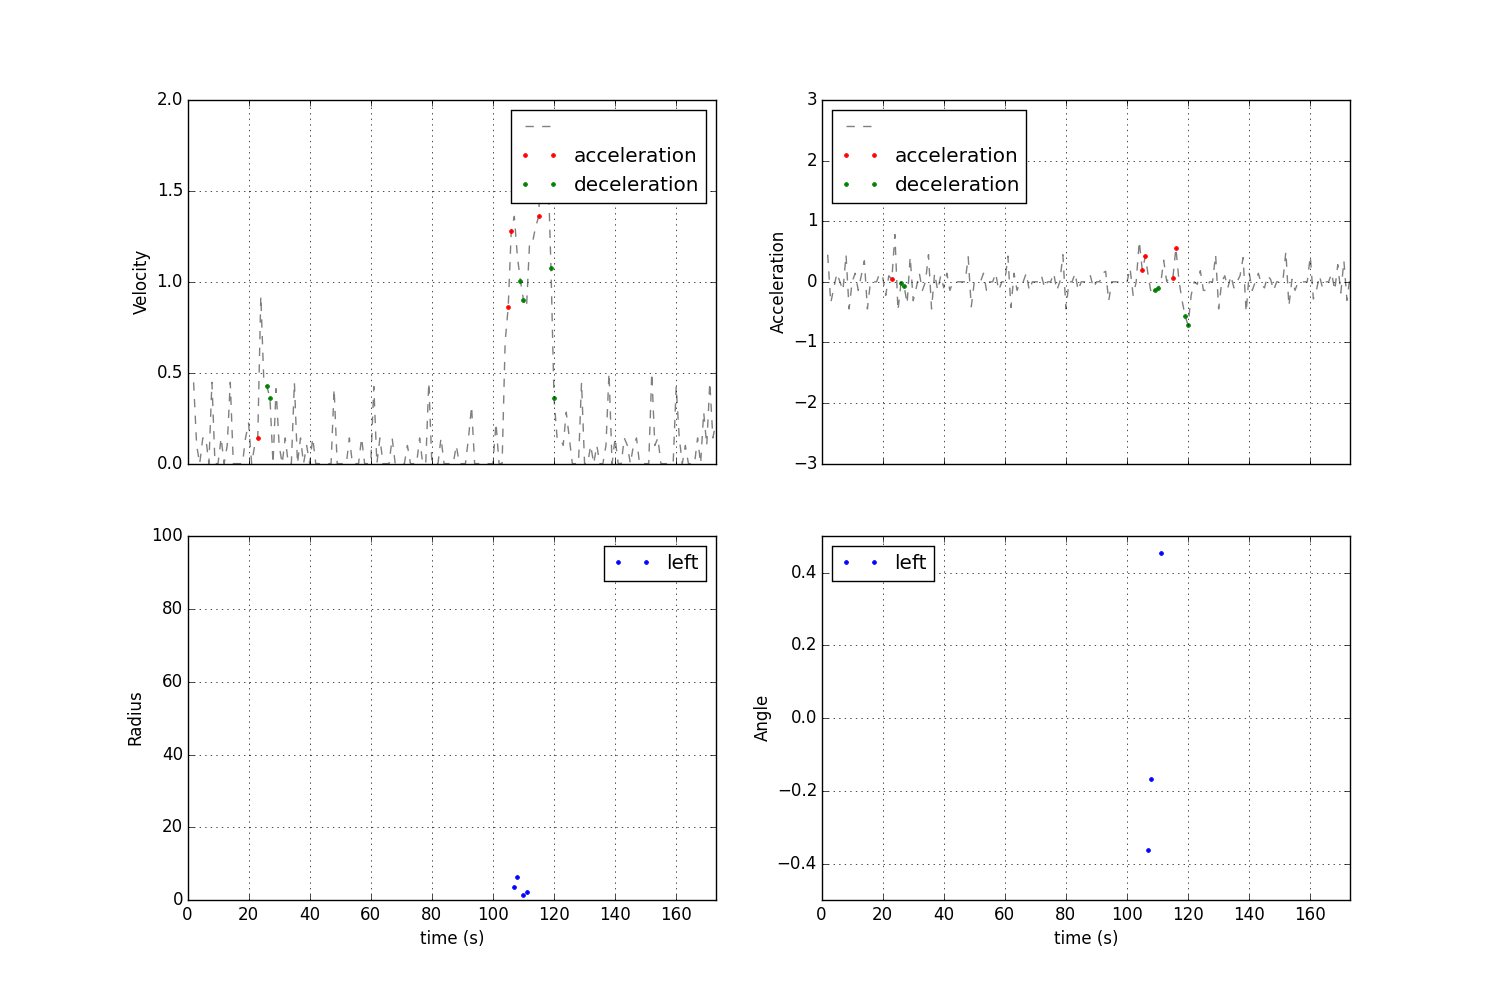 2.0
1.5
1.0
0.5
0.0
Velocity
acceleration
deceleration
3
2
1
0
−1
−2
−3
Acceleration
acceleration
deceleration
100
80
60
40
20
0
Radius
left
0 20 40 60 80 100 120 140 160
time (s)
0.4
0.2
0.0
−0.2
−0.4
Angle
left
0 20 40 60 80 100 120 140 160
time (s)